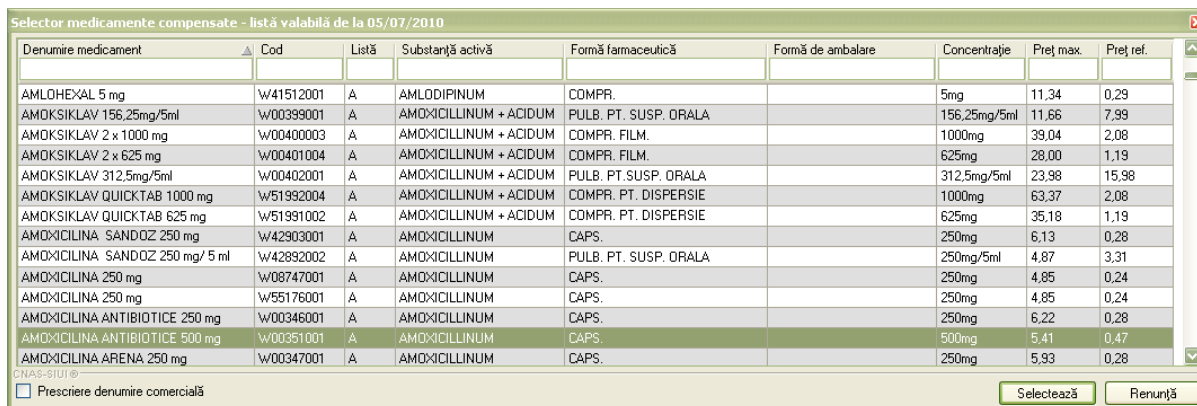 Selector medicamente compensate - listă valabilă de la 05/07/2010
Denumire medicament Cod Listă Substanţă activă Formă farmaceutică Formă de ambalare Concentraţie Preţ max. Preţ ref.
AMLOHEXAL 5 mg W41512001 A AMLODIPINUM COMPR. 5mg 11,34 0,29
AMOKSIKLAV 156,25mg/5ml W00399001 A AMOXICILLINUM + ACIDUM PULB. PT. SUSP. ORALA 156,25mg/5ml 11,66 7,99
AMOKSIKLAV 2 x 1000 mg W00400003 A AMOXICILLINUM + ACIDUM COMPR. FILM. 1000mg 39,04 2,08
AMOKSIKLAV 2 x 625 mg W00401004 A AMOXICILLINUM + ACIDUM COMPR. FILM. 625mg 28,00 1,19
AMOKSIKLAV 312,5mg/5ml W00402001 A AMOXICILLINUM + ACIDUM PULB. PT.SUSP. ORALA 312,5mg/5ml 23,98 15,98
AMOKSIKLAV QUICKTAB 1000 mg W51992004 A AMOXICILLINUM + ACIDUM COMPR. PT. DISPERSIE 1000mg 63,37 2,08
AMOKSIKLAV QUICKTAB 625 mg W51991002 A AMOXICILLINUM + ACIDUM COMPR. PT. DISPERSIE 625mg 35,18 1,19
AMOXICILINA SANDOZ 250 mg W42903001 A AMOXICILLINUM CAPS. 250mg 6,13 0,28
AMOXICILINA SANDOZ 250 mg/ 5 ml W42892002 A AMOXICILLINUM PULB. PT. SUSP. ORALA 250mg/5ml 4,87 3,31
AMOXICILINA 250 mg W08747001 A AMOXICILLINUM CAPS. 250mg 4,85 0,24
AMOXICILINA 250 mg W55176001 A AMOXICILLINUM CAPS. 250mg 4,85 0,24
AMOXICILINA ANTIBIOTICE 250 mg W00346001 A AMOXICILLINUM CAPS. 250mg 6,22 0,28
AMOXICILINA ANTIBIOTICE 500 mg W00351001 A AMOXICILLINUM CAPS. 500mg 5,41 0,47
AMOXICILINA ARENA 250 mg W00347001 A AMOXICILLINUM CAPS. 250mg 5,93 0,28
CNAS-SIUI ®
Prescriere denumire comercială Selectează Renunţă